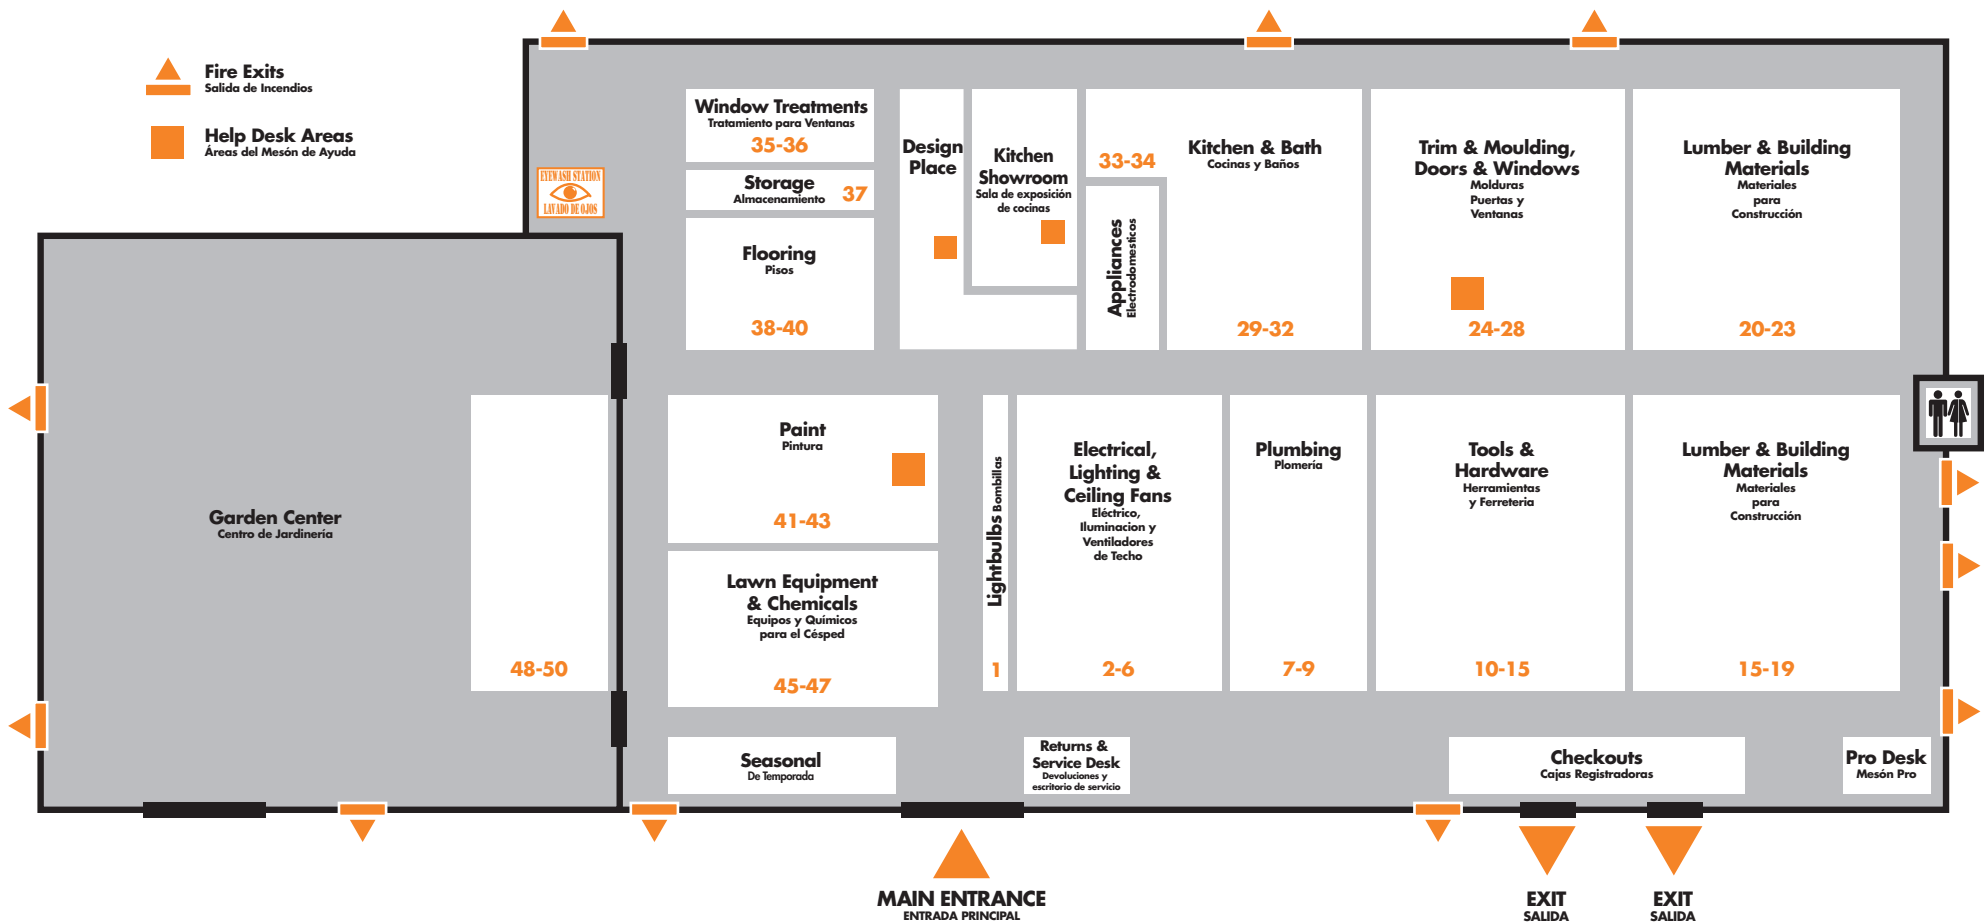 Fire Exits
Salida de Incendios
Help Desk Areas
Áreas del Mesón de Ayuda
EYEWASH STATION
LAVADO DE OJOS
Window Treatments
Tratamiento para Ventanas
35-36
Storage
Almacenamiento
37
Flooring
Pisos
38-40
Design
Place
Kitchen
Showroom
Sala de exposición
de cocinas
33-34
Appliances
Electrodomesticos
Kitchen & Bath
Cocinas y Baños
29-32
Trim & Moulding,
Doors & Windows
Molduras
Puertas y
Ventanas
24-28
Lumber & Building
Materials
Materiales
para
Construcción
20-23
Garden Center
Centro de Jardinería
48-50
Paint
Pintura
41-43
Lawn Equipment
& Chemicals
Equipos y Químicos
para el Césped
45-47
Lightbulbs Bombillas
1
Electrical,
Lighting &
Ceiling Fans
Eléctrico,
Iluminacion y
Ventiladores
de Techo
2-6
Plumbing
Plomería
7-9
Tools &
Hardware
Herramientas
y Ferreteria
10-15
Lumber & Building
Materials
Materiales
para
Construcción
15-19
Seasonal
De Temporada
Returns &
Service Desk
Devoluciones y
escritorio de servicio
Checkouts
Cajas Registradoras
Pro Desk
Mesón Pro
MAIN ENTRANCE
ENTRADA PRINCIPAL
EXIT
SALIDA
EXIT
SALIDA